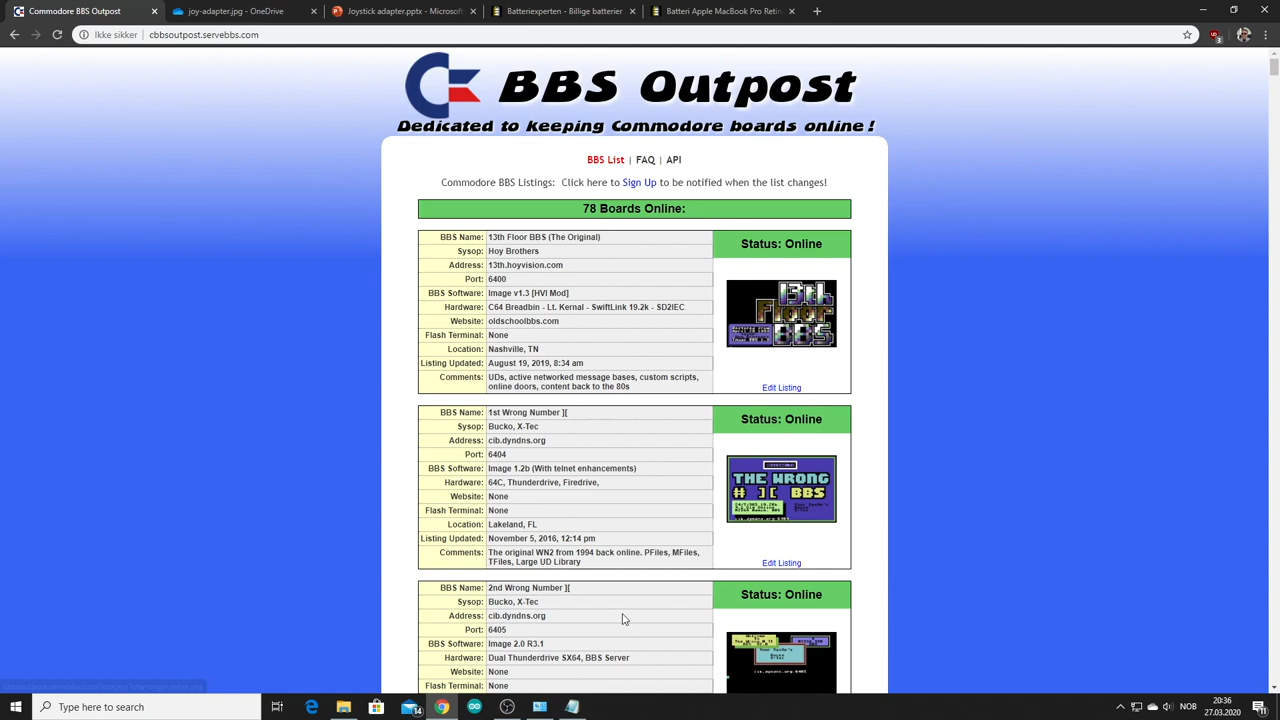 joy-adapter.jpg - OneDrive
Joystick adapter.pptx - Microsoft
Batterixperten - Billige batterier
Batteri Apple MacBook Pro Retin
Adapter + PeP
Ikke sikker | cbbsoutpost.servebbs.com
BBS Outpost
Dedicated to keeping Commodore boards online!
BBS List | FAQ | API
Commodore BBS Listings: Click here to Sign Up to be notified when the list changes!
78 Boards Online:
BBS Name: 13th Floor BBS (The Original)
Status: Online
Sysop: Hoy Brothers
Address: 13th.hoyvision.com
Port: 6400
BBS Software: Image v1.3 [HVI Mod]
Hardware: C64 Breadbin - Lt. Kernal - SwiftLink 19.2k - SD2IEC
Website: oldschoolbbs.com
Flash Terminal: None
Location: Nashville, TN
Listing Updated: August 19, 2019, 8:34 am
Comments: UDs, active networked message bases, custom scripts,
online doors, content back to the 80s
13th
Floor
BBS
Edit Listing
BBS Name: 1st Wrong Number ][
Status: Online
Sysop: Bucko, X-Tec
Address: cib.dyndns.org
Port: 6404
BBS Software: Image 1.2b (With telnet enhancements)
Hardware: 64C, Thunderdrive, Firedrive,
Website: None
Flash Terminal: None
Location: Lakeland, FL
Listing Updated: November 5, 2016, 12:14 pm
Comments: The original WN2 from 1994 back online. PFiles, MFiles,
TFiles, Large UD Library
THE WRONG
# ][ BBS
Edit Listing
BBS Name: 2nd Wrong Number ][
Status: Online
Sysop: Bucko, X-Tec
Address: cib.dyndns.org
Port: 6405
BBS Software: Image 2.0 R3.1
Hardware: Dual Thunderdrive SX64, BBS Server
Website: None
Flash Terminal: None
Type here to search
14
NOB
20:36
27.03.2020